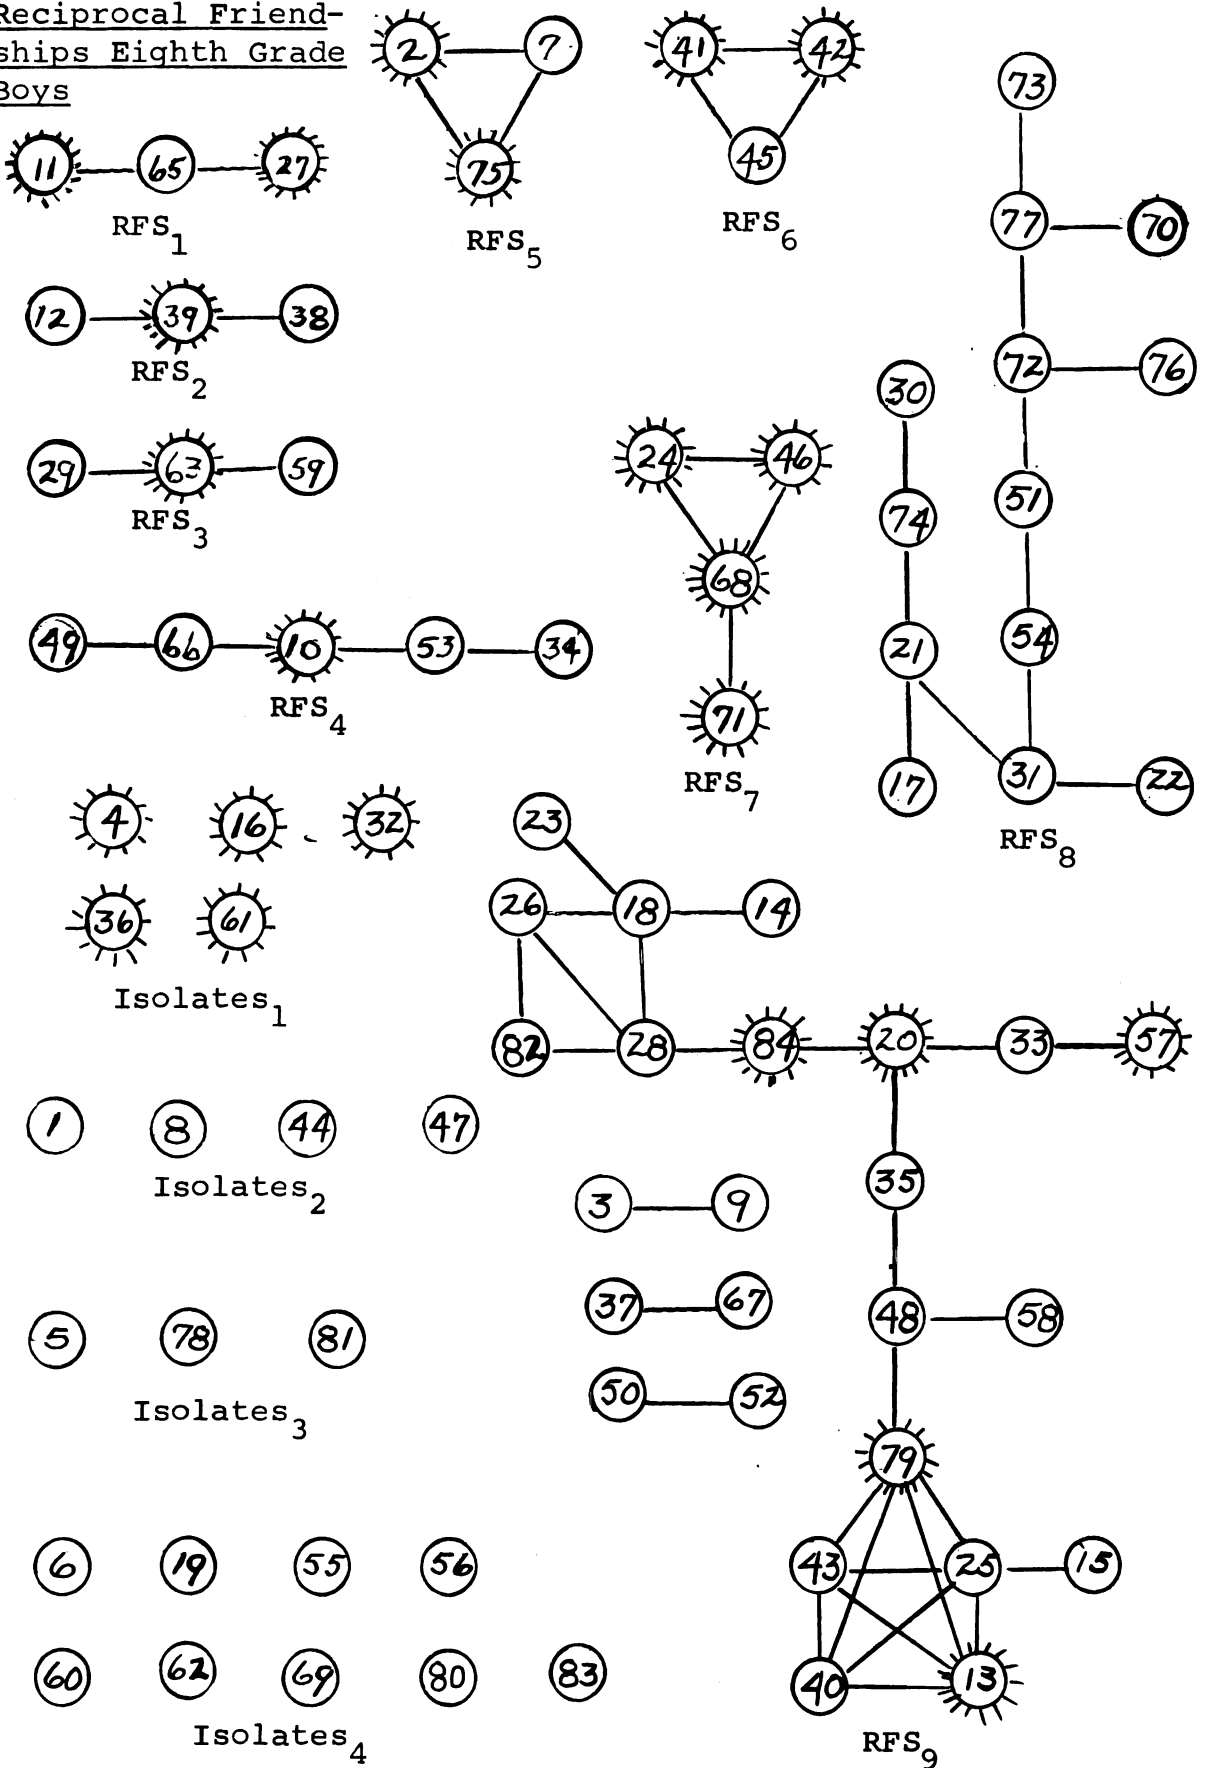 Reciprocal Friend-
ships Eighth Grade
Boys
2 7
75
RFS5
41 42
45
RFS6
11 65 27
RFS1
12 39 38
RFS2
29 63 59
RFS3
49 66 10 53 34
RFS4
24 46
68
71
RFS7
73
77 70
72 76
30
51
74
54
21
17 31 22
RFS8
4 16 32
36 61
Isolates1
1 8 44 47
Isolates2
5 78 81
Isolates3
6 19 55 56
60 62 69 80 83
Isolates4
3 9
37 67
50 52
23
26 18 14
82 28 84 20 33 57
35
48 58
79
43 25 15
40 13
RFS9